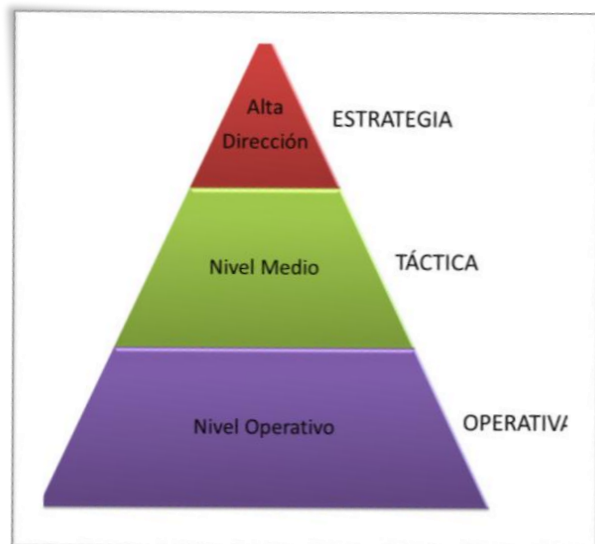 Alta
Dirección
ESTRATEGIA
Nivel Medio
TÁCTICA
Nivel Operativo
OPERATIVA